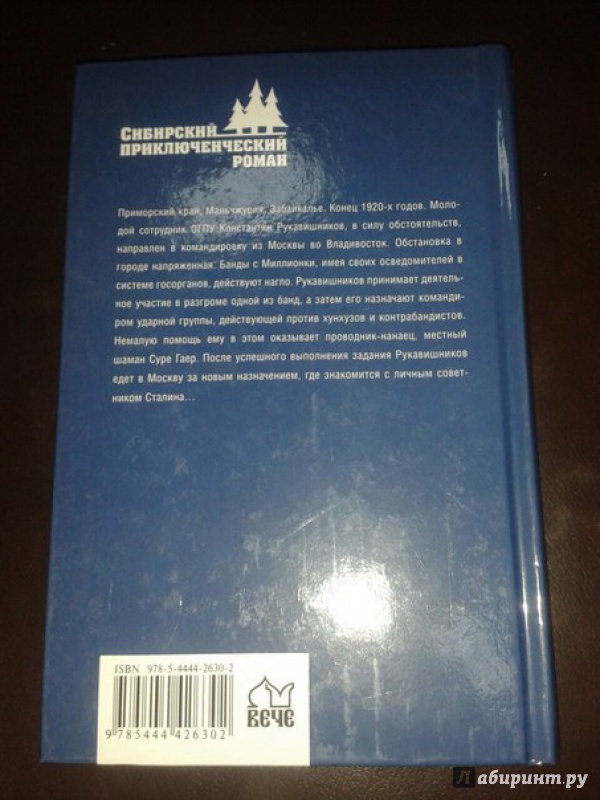 Сибирский
приключенческий
роман
Приморский край, Маньчжурия, Забайкалье. Конец 1920-х годов. Моло-
дой сотрудник ОГПУ Константин Рукавишников, в силу обстоятельств,
направлен в командировку из Москвы во Владивосток. Обстановка в
городе напряженная. Банды с Миллионки, имея своих осведомителей в
системе госорганов, действуют нагло. Рукавишников принимает деятель-
ное участие в разгроме одной из банд, а затем его назначают команди-
ром ударной группы, действующей против хунхузов и контрабандистов.
Немалую помощь ему в этом оказывает проводник-нанаец, местный
шаман Суре Гаер. После успешного выполнения задания Рукавишников
едет в Москву за новым назначением, где знакомится с личным совет-
ником Сталина...
ISBN 978-5-4444-2630-2
9 785444 426302
ВЕЧЕ
Лабиринт.ру